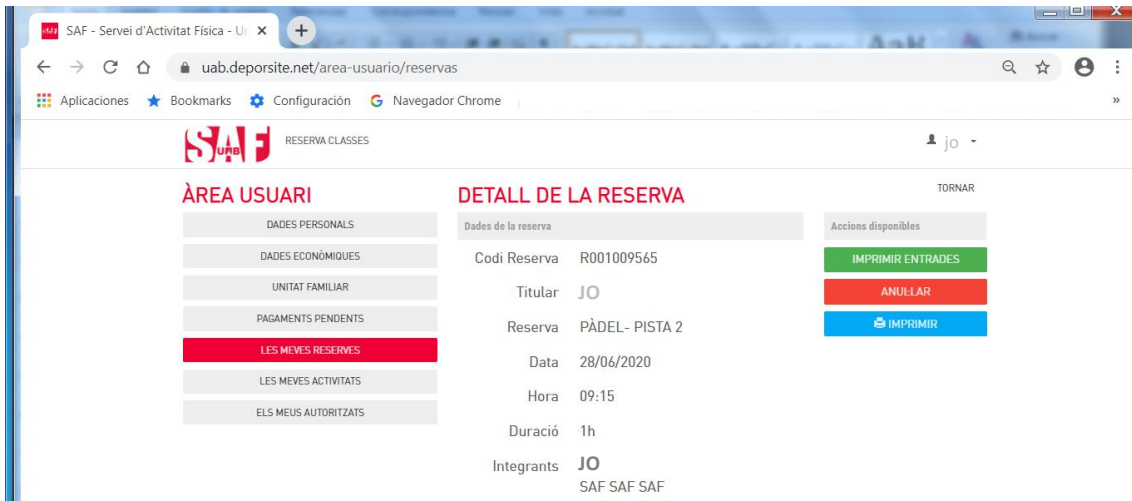 SAF - Servei d'Activitat Física - U
uab.deporsite.net/area-usuario/reservas
Aplicaciones Bookmarks Configuración Navegador Chrome »
SAF UAB RESERVA CLASSES jo
ÀREA USUARI
DADES PERSONALS
DADES ECONÒMIQUES
UNITAT FAMILIAR
PAGAMENTS PENDENTS
LES MEVES RESERVES
LES MEVES ACTIVITATS
ELS MEUS AUTORITZATS
DETALL DE LA RESERVA
Dades de la reserva
Codi Reserva R001009565
Titular JO
Reserva PÀDEL- PISTA 2
Data 28/06/2020
Hora 09:15
Duració 1h
Integrants JO
SAF SAF SAF
TORNAR
Accions disponibles
IMPRIMIR ENTRADES
ANUL·LAR
IMPRIMIR